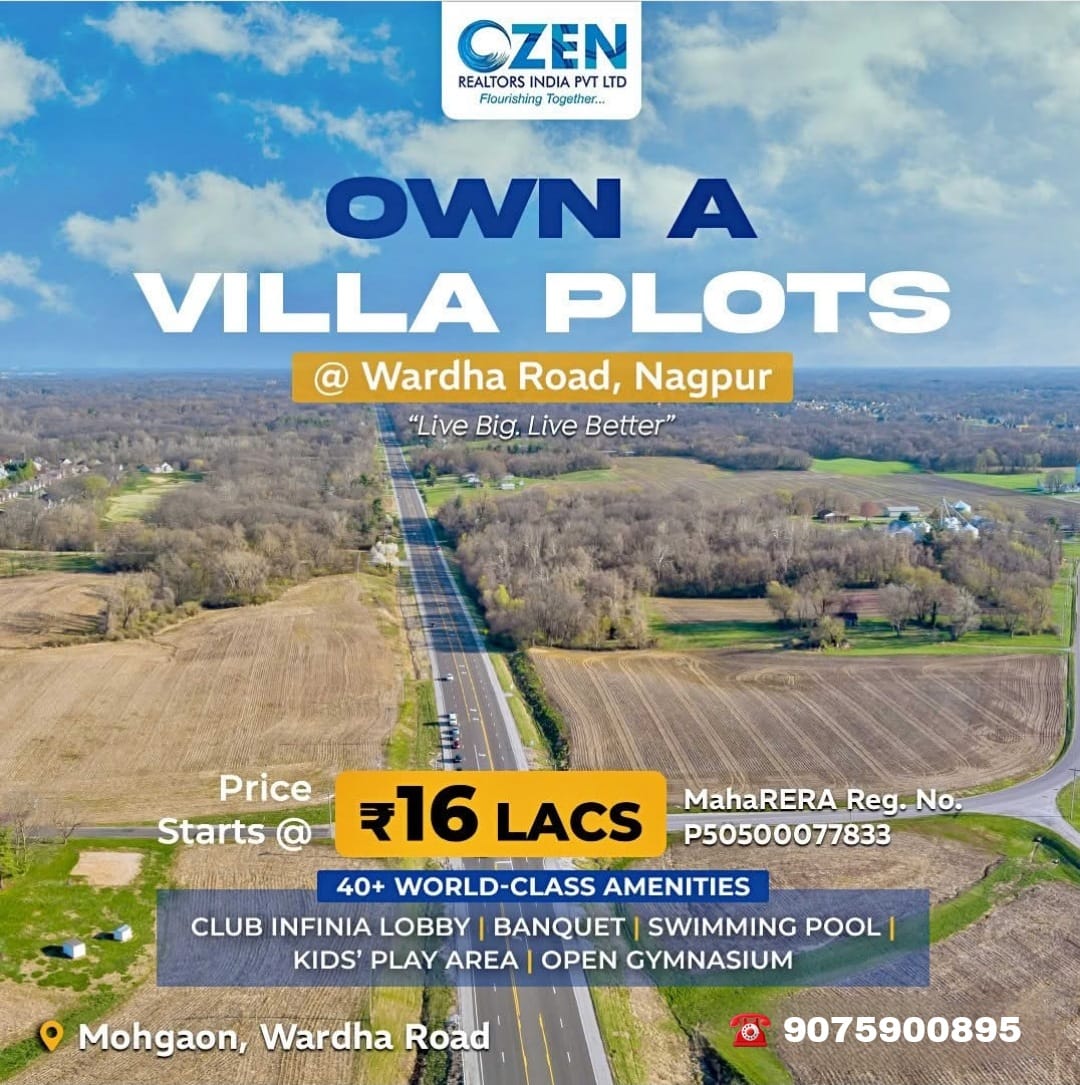 OZEN
REALTORS INDIA PVT LTD
Flourishing Together...
OWN A
VILLA PLOTS
@ Wardha Road, Nagpur
“Live Big. Live Better”
Price
Starts @
₹16 LACS
MahaRERA Reg. No.
P50500077833
40+ WORLD-CLASS AMENITIES
CLUB INFINIA LOBBY | BANQUET | SWIMMING POOL |
KIDS’ PLAY AREA | OPEN GYMNASIUM
Mohgaon, Wardha Road
9075900895